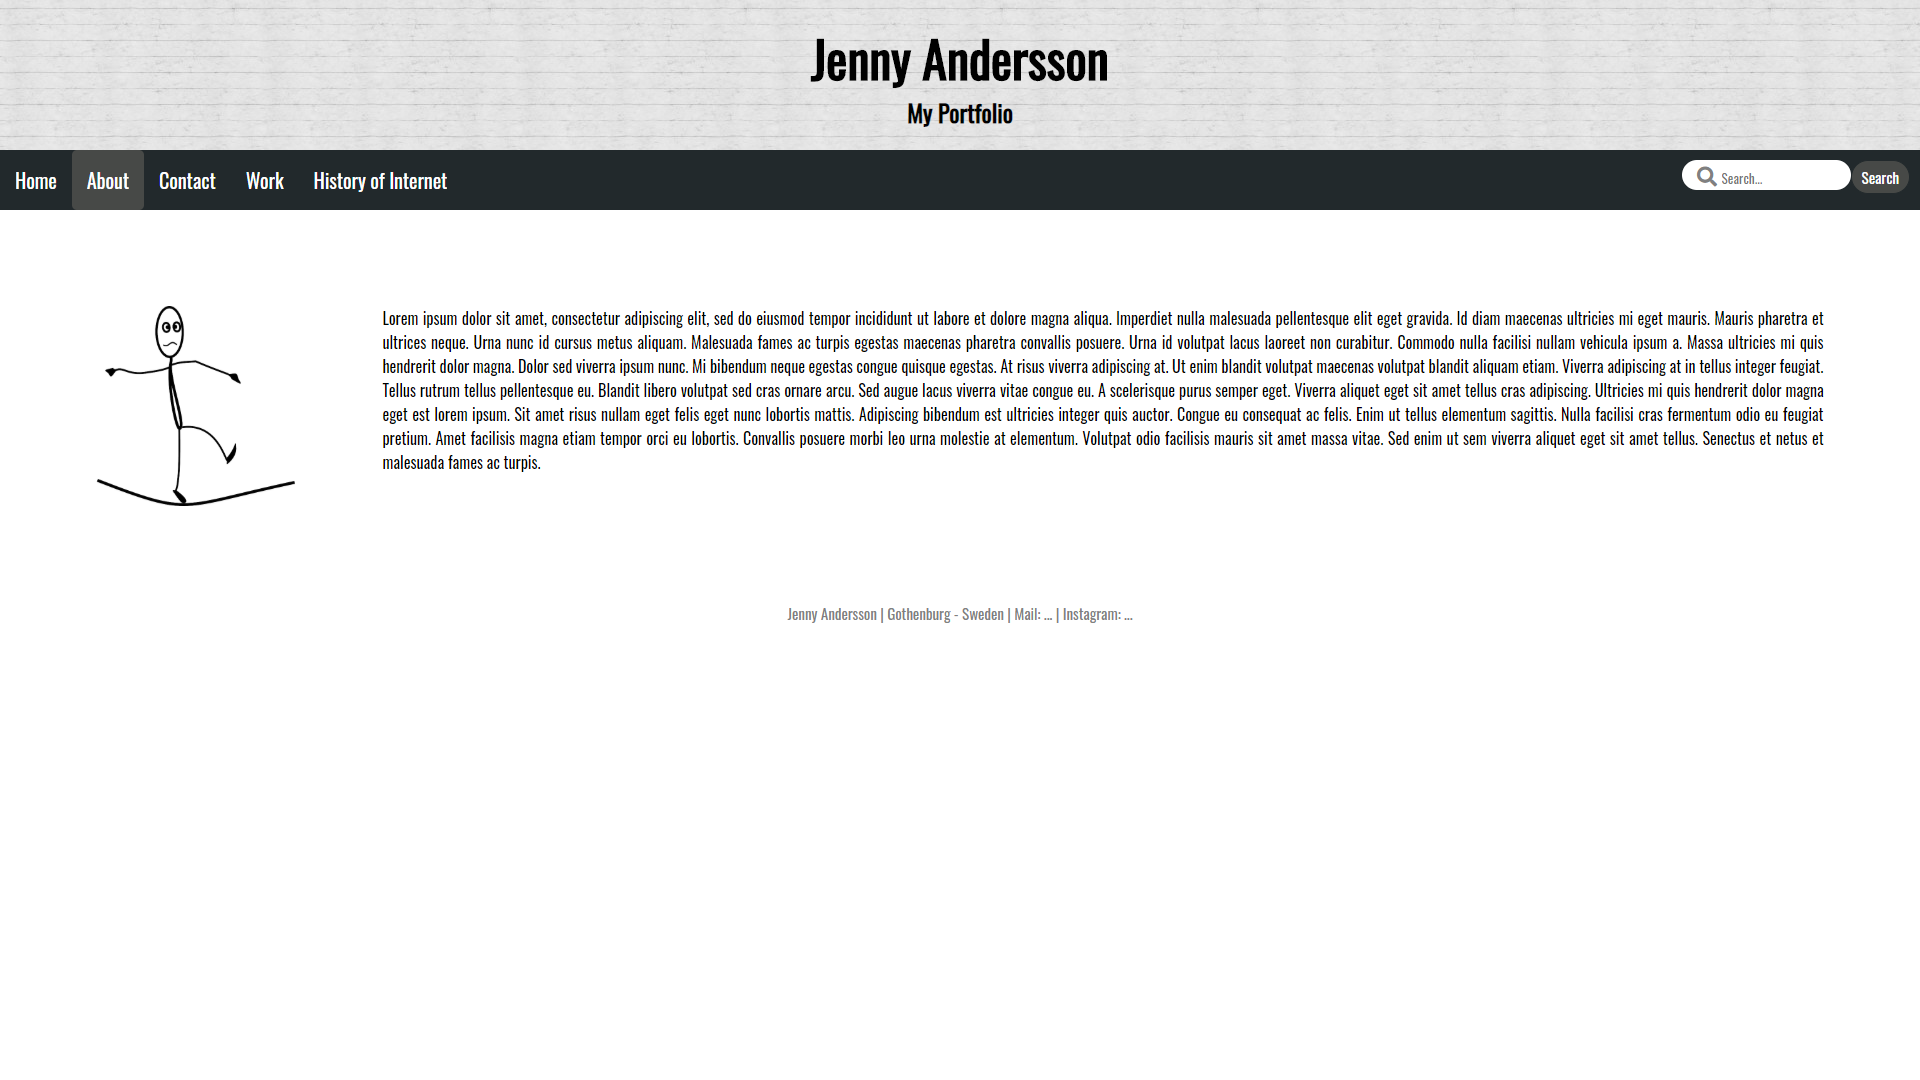 Jenny Andersson
My Portfolio
Home About Contact Work History of Internet Search... Search
Lorem ipsum dolor sit amet, consectetur adipiscing elit, sed do eiusmod tempor incididunt ut labore et dolore magna aliqua. Imperdiet nulla malesuada pellentesque elit eget gravida. Id diam maecenas ultricies mi eget mauris. Mauris pharetra et
ultrices neque. Urna nunc id cursus metus aliquam. Malesuada fames ac turpis egestas maecenas pharetra convallis posuere. Urna id volutpat lacus laoreet non curabitur. Commodo nulla facilisi nullam vehicula ipsum a. Massa ultricies mi quis
hendrerit dolor magna. Dolor sed viverra ipsum nunc. Mi bibendum neque egestas congue quisque egestas. At risus viverra adipiscing at. Ut enim blandit volutpat maecenas volutpat blandit aliquam etiam. Viverra adipiscing at in tellus integer feugiat.
Tellus rutrum tellus pellentesque eu. Blandit libero volutpat sed cras ornare arcu. Sed augue lacus viverra vitae congue eu. A scelerisque purus semper eget. Viverra aliquet eget sit amet tellus cras adipiscing. Ultricies mi quis hendrerit dolor magna
eget est lorem ipsum. Sit amet risus nullam eget felis eget nunc lobortis mattis. Adipiscing bibendum est ultricies integer quis auctor. Congue eu consequat ac felis. Enim ut tellus elementum sagittis. Nulla facilisi cras fermentum odio eu feugiat
pretium. Amet facilisis magna etiam tempor orci eu lobortis. Convallis posuere morbi leo urna molestie at elementum. Volutpat odio facilisis mauris sit amet massa vitae. Sed enim ut sem viverra aliquet eget sit amet tellus. Senectus et netus et
malesuada fames ac turpis.
Jenny Andersson | Gothenburg - Sweden | Mail: ... | Instagram: ...